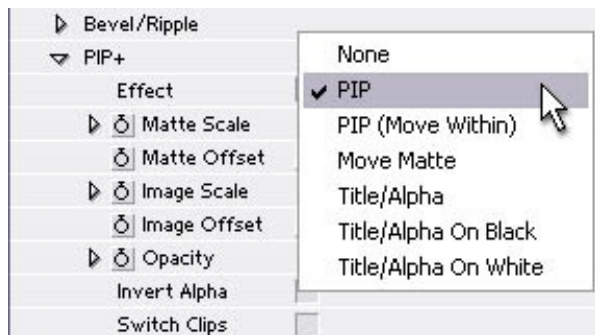 Bevel/Ripple
PIP+
Effect
Matte Scale
Matte Offset
Image Scale
Image Offset
Opacity
Invert Alpha
Switch Clips
None
PIP
PIP (Move Within)
Move Matte
Title/Alpha
Title/Alpha On Black
Title/Alpha On White